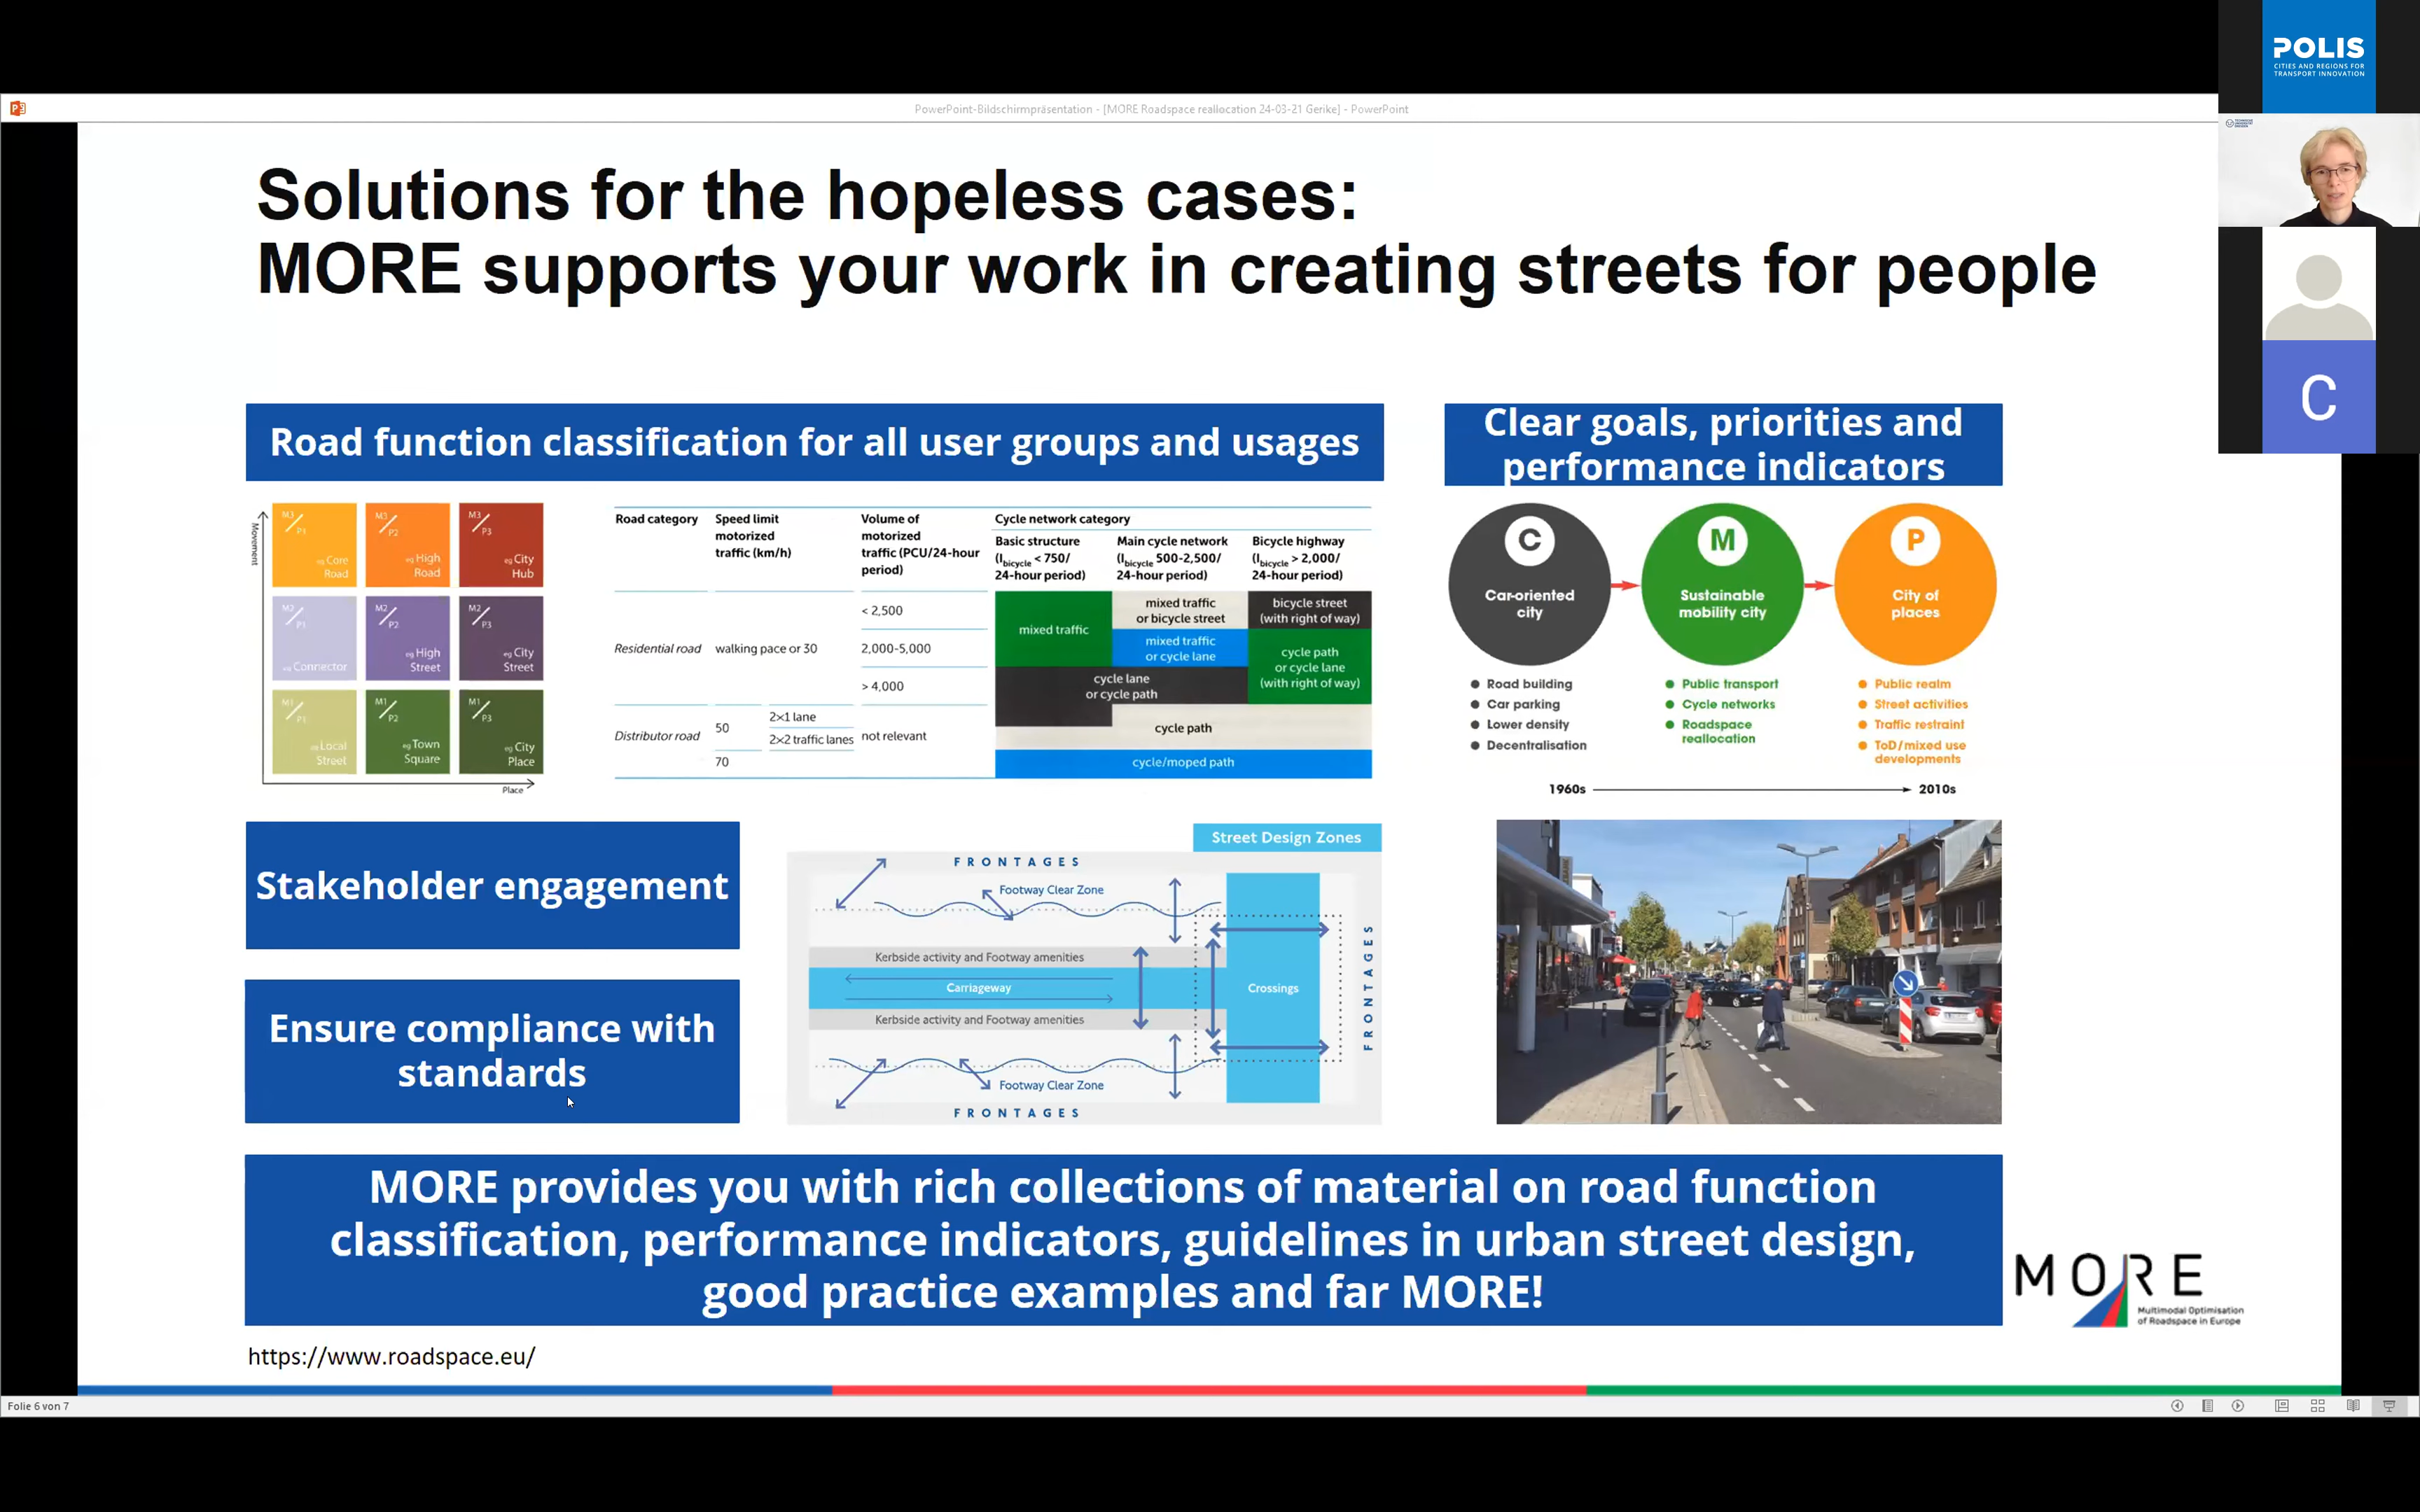 POLIS
CITIES AND REGIONS FOR
TRANSPORT INNOVATION
PowerPoint-Bildschirmpräsentation - [MORE Roadspace reallocation 24-03-21 Gerike] - PowerPoint
Solutions for the hopeless cases:
MORE supports your work in creating streets for people
C
Road function classification for all user groups and usages
Clear goals, priorities and
performance indicators
Movement
M3/P1
eg Core
Road
M3/P2
eg High
Road
M3/P3
eg City
Hub
M2/P1
eg Connector
M2/P2
eg High
Street
M2/P3
eg City
Street
M1/P1
eg Local
Street
M1/P2
eg Town
Square
M1/P3
eg City
Place
Place
Road category
Speed limit
motorized
traffic (km/h)
Volume of
motorized
traffic (PCU/24-hour
period)
Cycle network category
Basic structure
(Ibicycle < 750/
24-hour period)
Main cycle network
(Ibicycle 500-2,500/
24-hour period)
Bicycle highway
(Ibicycle > 2,000/
24-hour period)
Residential road
walking pace or 30
< 2,500
2,000-5,000
> 4,000
mixed traffic
mixed traffic
or bicycle street
bicycle street
(with right of way)
mixed traffic
or cycle lane
cycle path
or cycle lane
(with right of way)
cycle lane
or cycle path
Distributor road
50
2×1 lane
2×2 traffic lanes
not relevant
cycle path
70
cycle/moped path
C
Car-oriented
city
M
Sustainable
mobility city
P
City of
places
Road building
Car parking
Lower density
Decentralisation
Public transport
Cycle networks
Roadspace
reallocation
Public realm
Street activities
Traffic restraint
ToD/mixed use
developments
1960s
2010s
Stakeholder engagement
Ensure compliance with
standards
Street Design Zones
FRONTAGES
Footway Clear Zone
Kerbside activity and Footway amenities
Carriageway
Crossings
Kerbside activity and Footway amenities
Footway Clear Zone
FRONTAGES
FRONTAGES
MORE provides you with rich collections of material on road function
classification, performance indicators, guidelines in urban street design,
good practice examples and far MORE!
MORE
Multimodal Optimisation
of Roadspace in Europe
https://www.roadspace.eu/
Folie 6 von 7